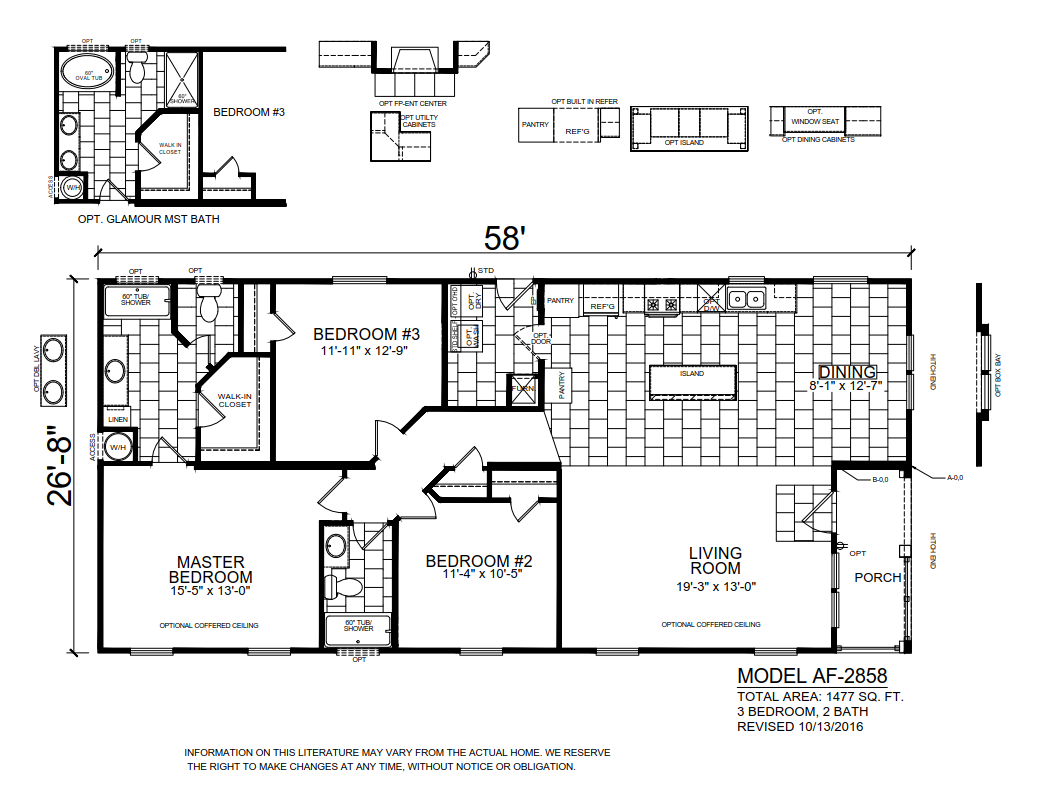 OPT
OPT
60"
OVAL TUB
60"
SHOWER
BEDROOM #3
WALK IN
CLOSET
ACCESS
W/H
OPT. GLAMOUR MST BATH
OPT FP-ENT CENTER
OPT UTILTY
CABINETS
OPT BUILT IN REFER
PANTRY
REF'G
OPT ISLAND
OPT.
WINDOW SEAT
OPT DINING CABINETS
58'
26'-8"
OPT
OPT
STD
60" TUB/
SHOWER
OPT DBL LAVY
LINEN
ACCESS
W/H
WALK-IN
CLOSET
BEDROOM #3
11'-11" x 12'-9"
OPT O'HD
OPT.
DRY
STD SHELF
OPT.
WASH
EP
PANTRY
OPT.
DOOR
FURN
PANTRY
REF'G
OPT
D/W
ISLAND
DINING
8'-1" x 12'-7"
HITCH END
OPT BOX BAY
B-0,0
A-0,0
HITCH END
MASTER
BEDROOM
15'-5" x 13'-0"
OPTIONAL COFFERED CEILING
60" TUB/
SHOWER
OPT
BEDROOM #2
11'-4" x 10'-5"
LIVING
ROOM
19'-3" x 13'-0"
OPTIONAL COFFERED CEILING
OPT
PORCH
MODEL AF-2858
TOTAL AREA: 1477 SQ. FT.
3 BEDROOM, 2 BATH
REVISED 10/13/2016
INFORMATION ON THIS LITERATURE MAY VARY FROM THE ACTUAL HOME. WE RESERVE
THE RIGHT TO MAKE CHANGES AT ANY TIME, WITHOUT NOTICE OR OBLIGATION.